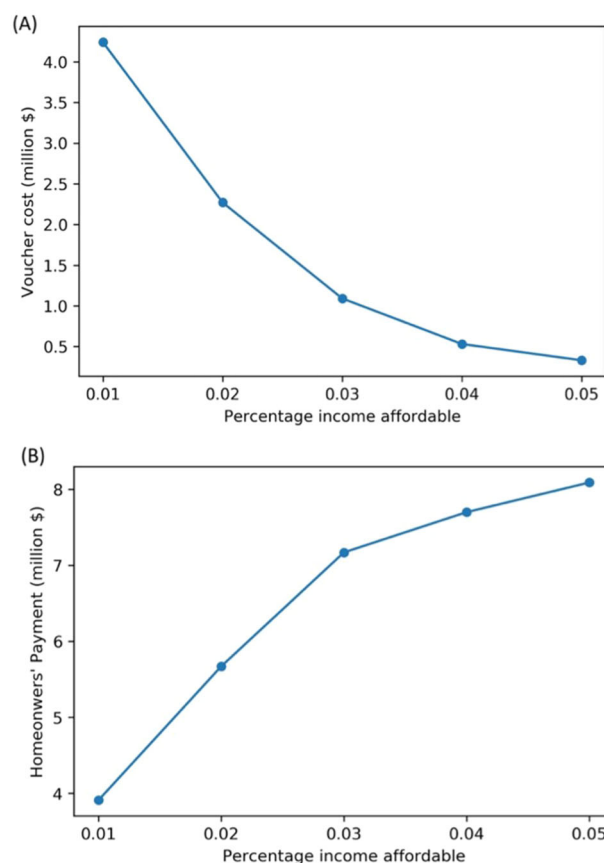 (A)
Voucher cost (million $)
4.0
3.5
3.0
2.5
2.0
1.5
1.0
0.5
0.01 0.02 0.03 0.04 0.05
Percentage income affordable
(B)
Homeonwers' Payment (million $)
8
7
6
5
4
0.01 0.02 0.03 0.04 0.05
Percentage income affordable